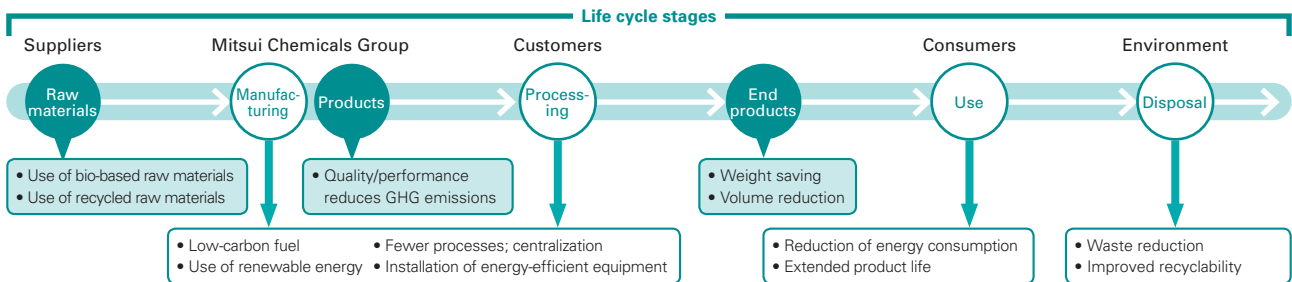 Life cycle stages
Suppliers
Mitsui Chemicals Group
Customers
Consumers
Environment
Raw
materials
Manufac-
turing
Products
Process-
ing
End
products
Use
Disposal
• Use of bio-based raw materials
• Use of recycled raw materials
• Quality/performance
reduces GHG emissions
• Weight saving
• Volume reduction
• Low-carbon fuel
• Use of renewable energy
• Fewer processes; centralization
• Installation of energy-efficient equipment
• Reduction of energy consumption
• Extended product life
• Waste reduction
• Improved recyclability